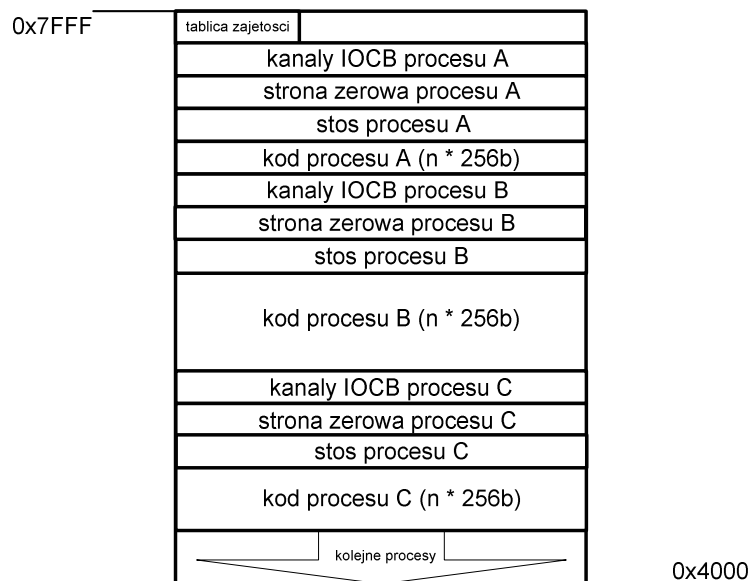 0x7FFF
tablica zajetosci
kanaly IOCB procesu A
strona zerowa procesu A
stos procesu A
kod procesu A (n * 256b)
kanaly IOCB procesu B
strona zerowa procesu B
stos procesu B
kod procesu B (n * 256b)
kanaly IOCB procesu C
strona zerowa procesu C
stos procesu C
kod procesu C (n * 256b)
kolejne procesy
0x4000